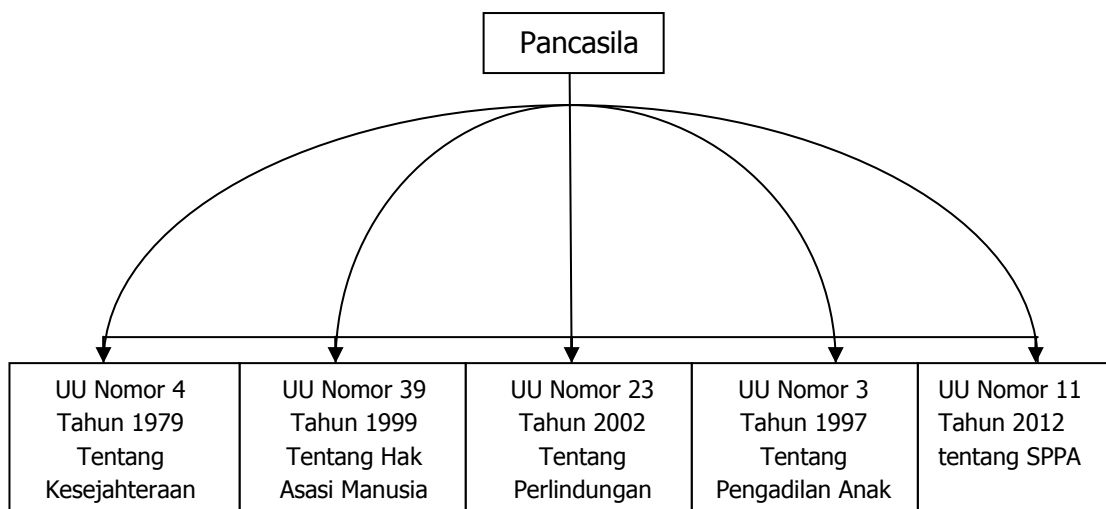 Pancasila
UU Nomor 4
Tahun 1979
Tentang
Kesejahteraan
UU Nomor 39
Tahun 1999
Tentang Hak
Asasi Manusia
UU Nomor 23
Tahun 2002
Tentang
Perlindungan
UU Nomor 3
Tahun 1997
Tentang
Pengadilan Anak
UU Nomor 11
Tahun 2012
tentang SPPA